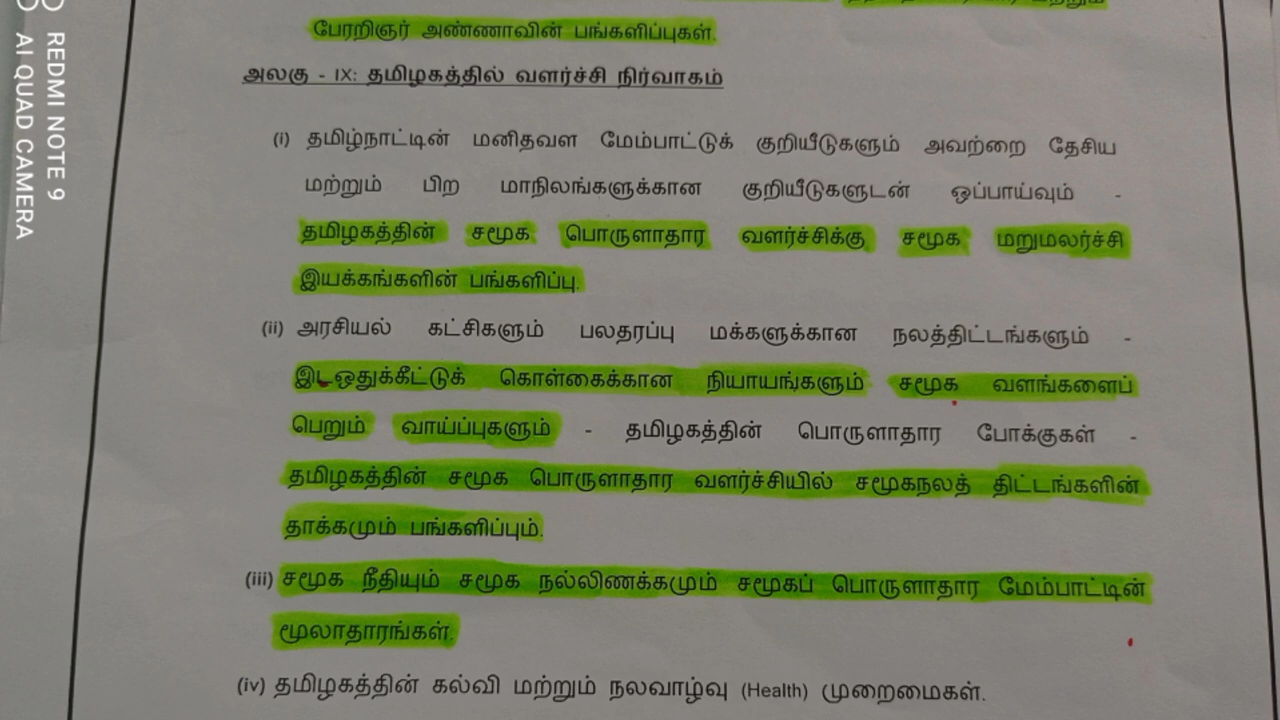 பேரறிஞர் அண்ணாவின் பங்களிப்புகள்.
அலகு - IX: தமிழகத்தில் வளர்ச்சி நிர்வாகம்
(i) தமிழ்நாட்டின் மனிதவள மேம்பாட்டுக் குறியீடுகளும் அவற்றை தேசிய
மற்றும் பிற மாநிலங்களுக்கான குறியீடுகளுடன் ஒப்பாய்வும் -
தமிழகத்தின் சமூக பொருளாதார வளர்ச்சிக்கு சமூக மறுமலர்ச்சி
இயக்கங்களின் பங்களிப்பு.
(ii) அரசியல் கட்சிகளும் பலதரப்பு மக்களுக்கான நலத்திட்டங்களும் -
இடஒதுக்கீட்டுக் கொள்கைக்கான நியாயங்களும் சமூக வளங்களைப்
பெறும் வாய்ப்புகளும் - தமிழகத்தின் பொருளாதார போக்குகள் -
தமிழகத்தின் சமூக பொருளாதார வளர்ச்சியில் சமூகநலத் திட்டங்களின்
தாக்கமும் பங்களிப்பும்.
(iii) சமூக நீதியும் சமூக நல்லிணக்கமும் சமூகப் பொருளாதார மேம்பாட்டின்
மூலாதாரங்கள்.
(iv) தமிழகத்தின் கல்வி மற்றும் நலவாழ்வு (Health) முறைமைகள்.
REDMI NOTE 9
AI QUAD CAMERA